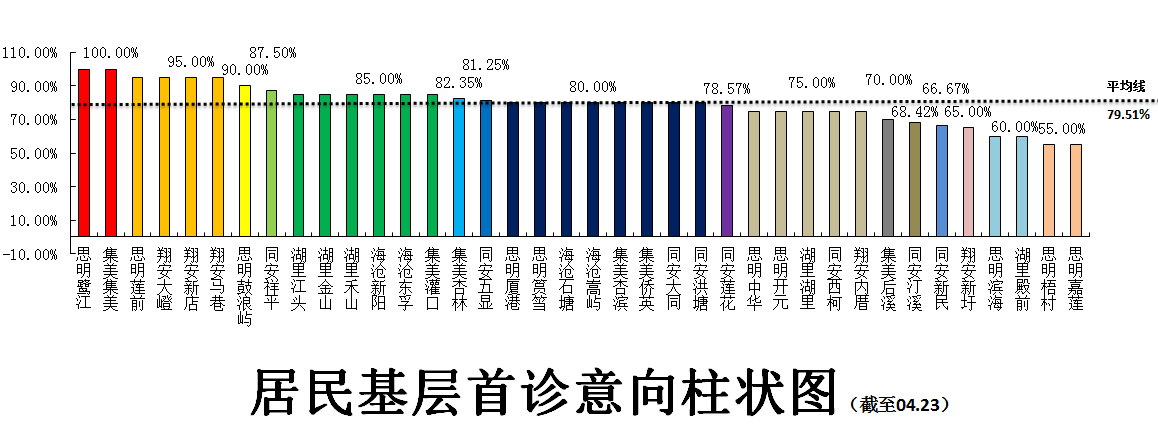 110.00%
90.00%
70.00%
50.00%
30.00%
10.00%
-10.00%
100.00%
95.00%
90.00%
87.50%
85.00%
82.35%
81.25%
80.00%
78.57%
75.00%
70.00%
68.42%
66.67%
65.00%
60.00%
55.00%
平均线
79.51%
思明鹭江
集美集美
思明莲前
翔安大嶝
翔安新店
翔安马巷
思明鼓浪屿
同安祥平
湖里江头
湖里金山
湖里禾山
海沧新阳
海沧东孚
集美灌口
集美杏林
同安五显
思明厦港
思明筼筜
海沧石塘
海沧嵩屿
集美杏滨
集美侨英
同安大同
同安洪塘
同安莲花
思明中华
思明开元
湖里湖里
同安西柯
翔安内厝
集美后溪
同安汀溪
同安新民
翔安新圩
思明滨海
湖里殿前
思明梧村
思明嘉莲
居民基层首诊意向柱状图（截至04.23）